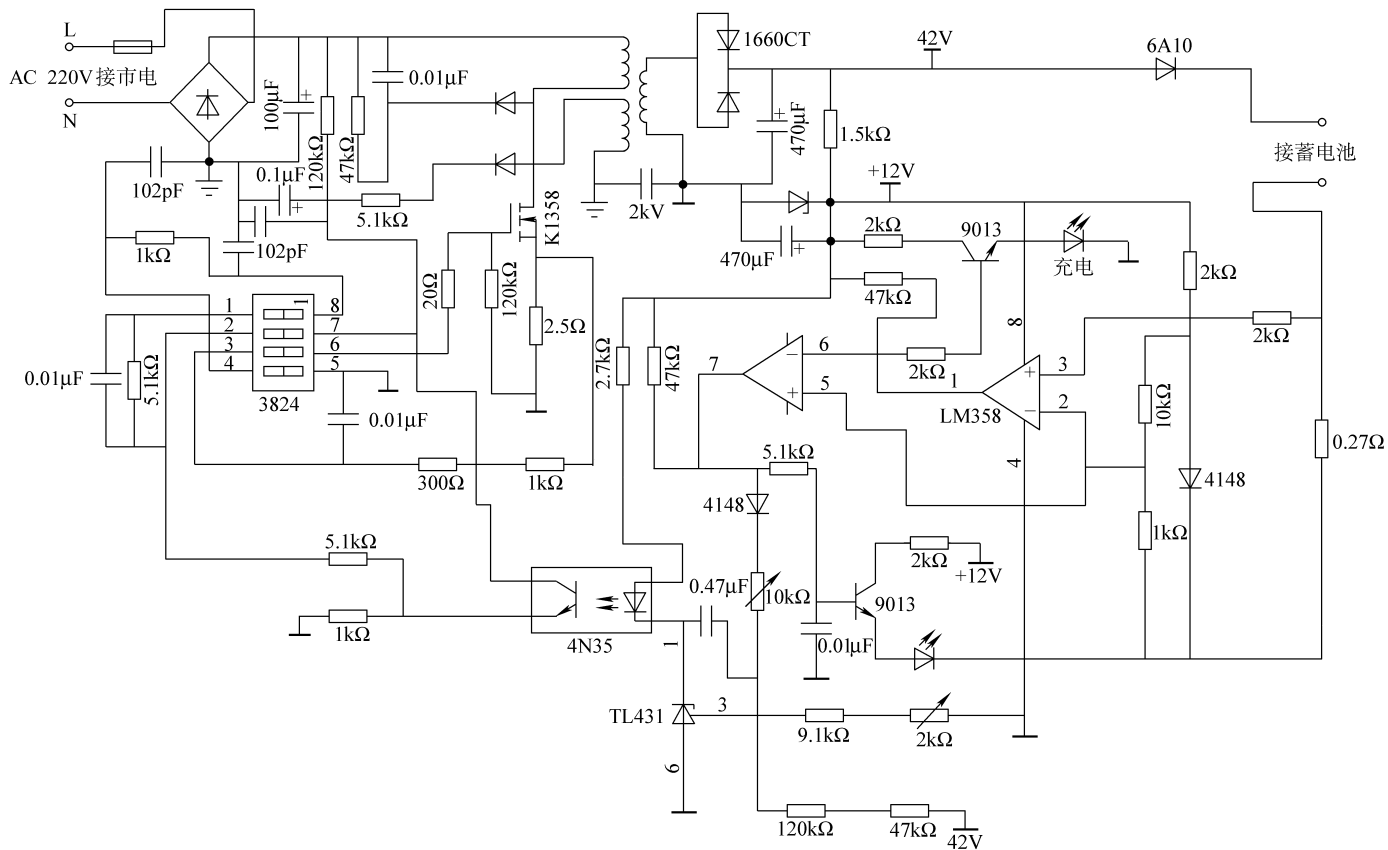 L
AC 220V接市电
N
100μF
+
120kΩ
47kΩ
0.01μF
1660CT
470μF
+
1.5kΩ
42V
6A10
接蓄电池
102pF
0.1μF
+
5.1kΩ
102pF
1kΩ
K1358
2kV
+12V
470μF
+
2kΩ
9013
充电
2kΩ
47kΩ
20Ω
120kΩ
2.5Ω
1
2
3
4
1
8
7
6
5
3824
0.01μF
5.1kΩ
0.01μF
300Ω
1kΩ
2.7kΩ
47kΩ
7
−
+
6
5
2kΩ
1
8
+
−
3
2
LM358
4
2kΩ
10kΩ
0.27Ω
4148
1kΩ
5.1kΩ
4148
10kΩ
2kΩ
+12V
9013
0.01μF
5.1kΩ
1kΩ
4N35
0.47μF
1
TL431
3
6
9.1kΩ
2kΩ
120kΩ
47kΩ
42V